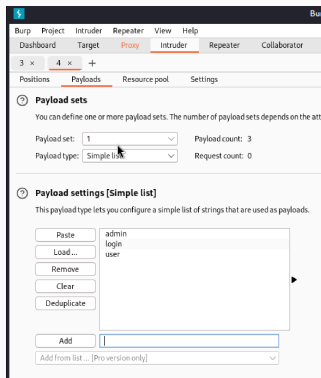 Bu
Burp Project Intruder Repeater View Help
Dashboard Target Proxy Intruder Repeater Collaborator
3 × 4 × +
Positions Payloads Resource pool Settings
? Payload sets
You can define one or more payload sets. The number of payload sets depends on the att
Payload set: 1 Payload count: 3
Payload type: Simple list Request count: 0
? Payload settings [Simple list]
This payload type lets you configure a simple list of strings that are used as payloads.
Paste admin
login
Load... user
Remove
Clear
Deduplicate
Add
Add from list... [Pro version only]